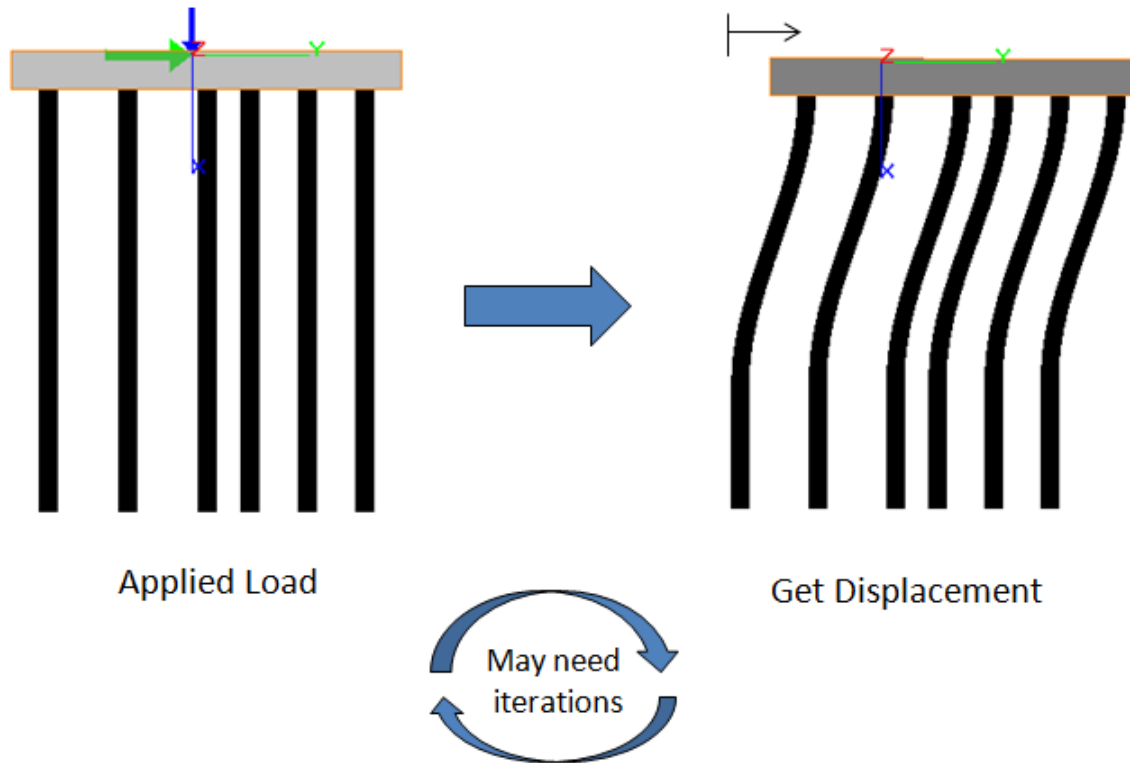 Z Y
X
Z Y
X
Applied Load
Get Displacement
May need
iterations